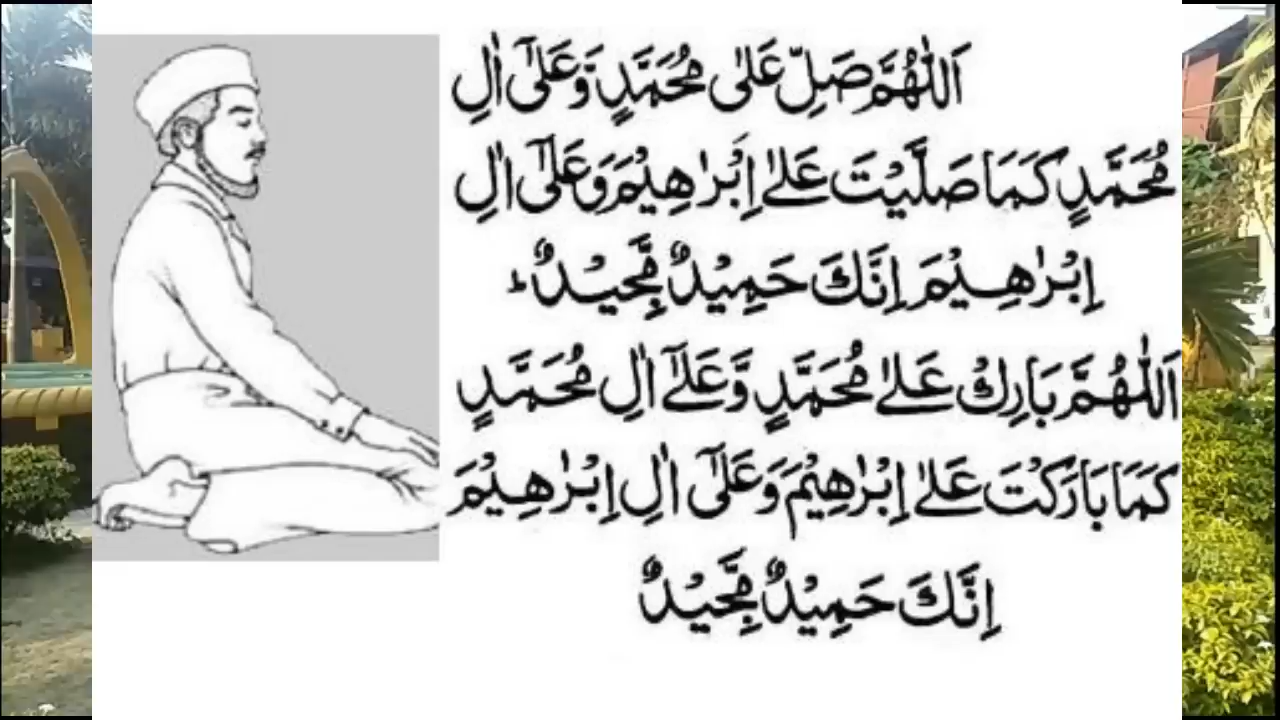 اَللّٰهُمَّ صَلِّ عَلٰى مُحَمَّدٍ وَّعَلٰٓى اٰلِ
مُحَمَّدٍ كَمَا صَلَّيْتَ عَلٰٓى اِبْرٰهِيْمَ وَعَلٰٓى اٰلِ
اِبْرٰهِيْمَ اِنَّكَ حَمِيْدٌ مَّجِيْدٌ ؕ
اَللّٰهُمَّ بَارِكْ عَلٰى مُحَمَّدٍ وَّعَلٰٓى اٰلِ مُحَمَّدٍ
كَمَا بَارَكْتَ عَلٰٓى اِبْرٰهِيْمَ وَعَلٰٓى اٰلِ اِبْرٰهِيْمَ
اِنَّكَ حَمِيْدٌ مَّجِيْدٌ